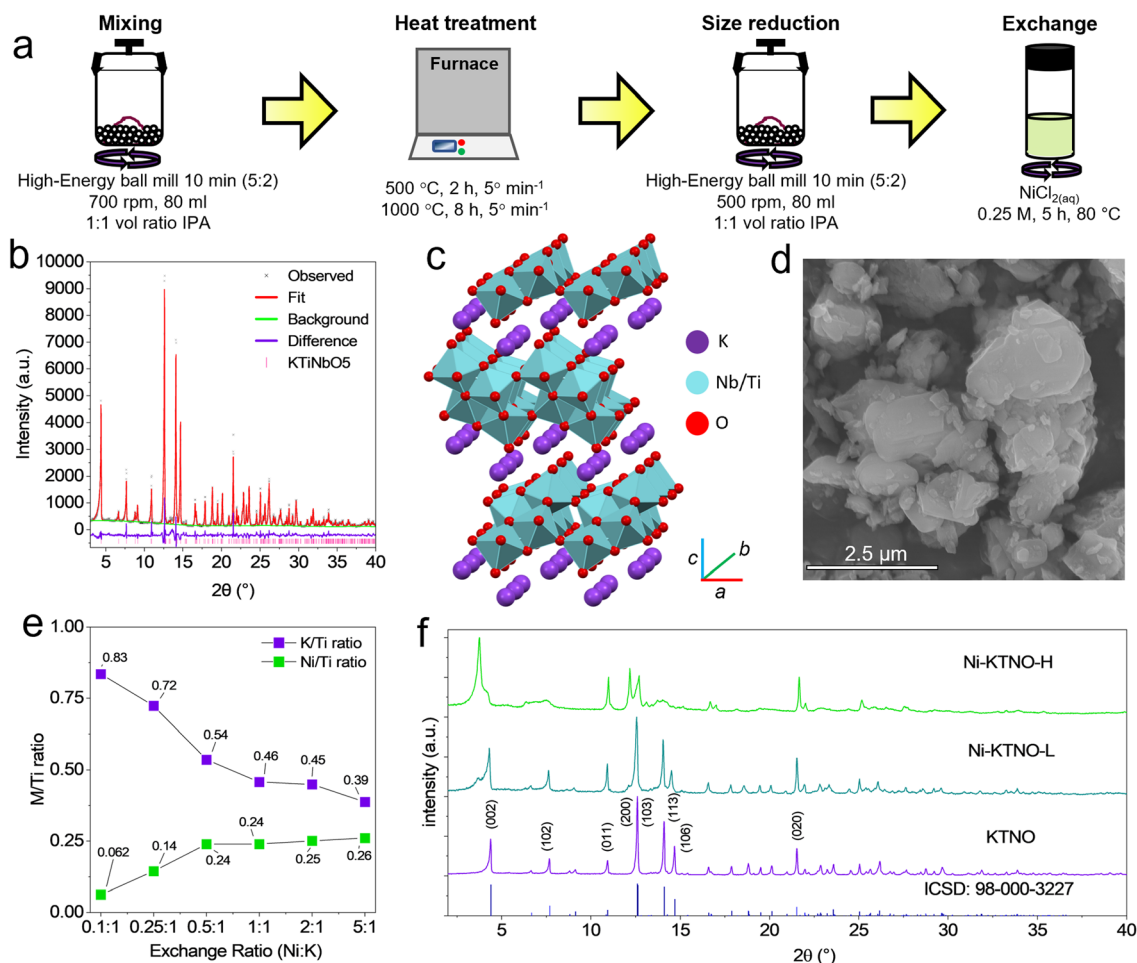 a
Mixing
Heat treatment
Size reduction
Exchange
Furnace
High-Energy ball mill 10 min (5:2)
700 rpm, 80 ml
1:1 vol ratio IPA
500 °C, 2 h, 5° min-1
1000 °C, 8 h, 5° min-1
High-Energy ball mill 10 min (5:2)
500 rpm, 80 ml
1:1 vol ratio IPA
NiCl2(aq)
0.25 M, 5 h, 80 °C
b
10000
9000
8000
7000
6000
5000
4000
3000
2000
1000
0
Intensity (a.u.)
Observed
Fit
Background
Difference
KTiNbO5
5 10 15 20 25 30 35 40
2θ (°)
c
K
Nb/Ti
O
c
b
a
d
2.5 µm
e
1.00
0.75
0.50
0.25
0.00
M/Ti ratio
K/Ti ratio
Ni/Ti ratio
0.83
0.72
0.54
0.46
0.45
0.39
0.062
0.14
0.24
0.24
0.25
0.26
0.1:1 0.25:1 0.5:1 1:1 2:1 5:1
Exchange Ratio (Ni:K)
f
intensity (a.u.)
Ni-KTNO-H
Ni-KTNO-L
KTNO
(002)
(102)
(011)
(200)
(103)
(113)
(106)
(020)
ICSD: 98-000-3227
5 10 15 20 25 30 35 40
2θ (°)